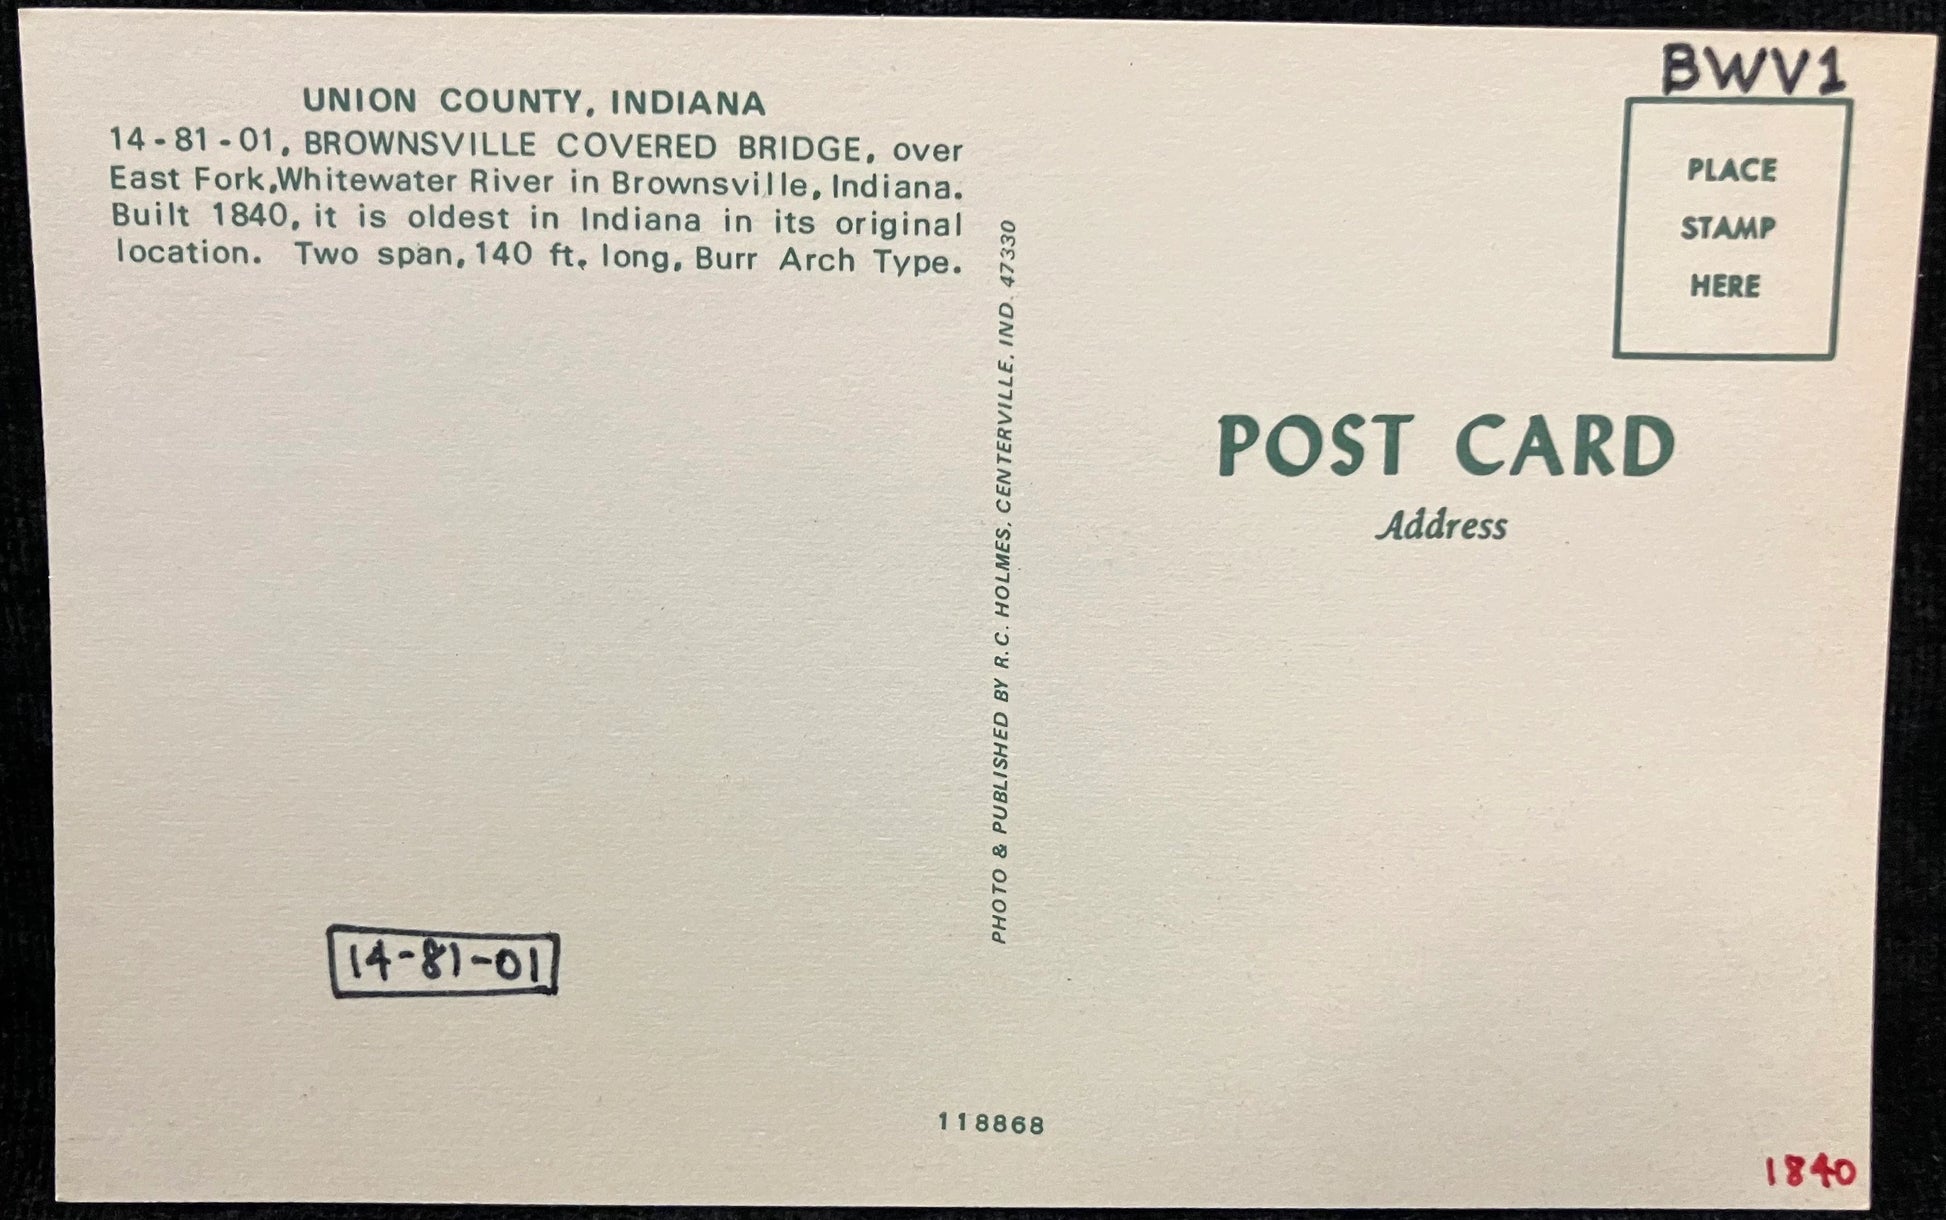 UNION COUNTY, INDIANA
14-81-01, BROWNSVILLE COVERED BRIDGE, over
East Fork,Whitewater River in Brownsville, Indiana.
Built 1840, it is oldest in Indiana in its original
location. Two span, 140 ft, long, Burr Arch Type.
14-81-01
PHOTO & PUBLISHED BY R.C. HOLMES, CENTERVILLE, IND. 47330
118868
BWV1
PLACE
STAMP
HERE
POST CARD
Address
1840